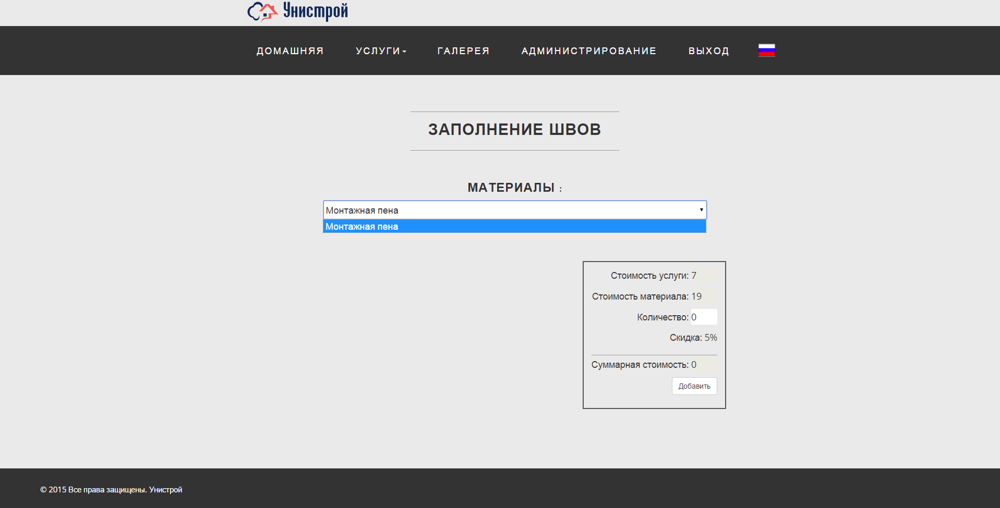 Унистрой
ДОМАШНЯЯ УСЛУГИ ГАЛЕРЕЯ АДМИНИСТРИРОВАНИЕ ВЫХОД
ЗАПОЛНЕНИЕ ШВОВ
МАТЕРИАЛЫ :
Монтажная пена
Монтажная пена
Стоимость услуги: 7
Стоимость материала: 19
Количество: 0
Скидка: 5%
Суммарная стоимость: 0
Добавить
© 2015 Все права защищены. Унистрой